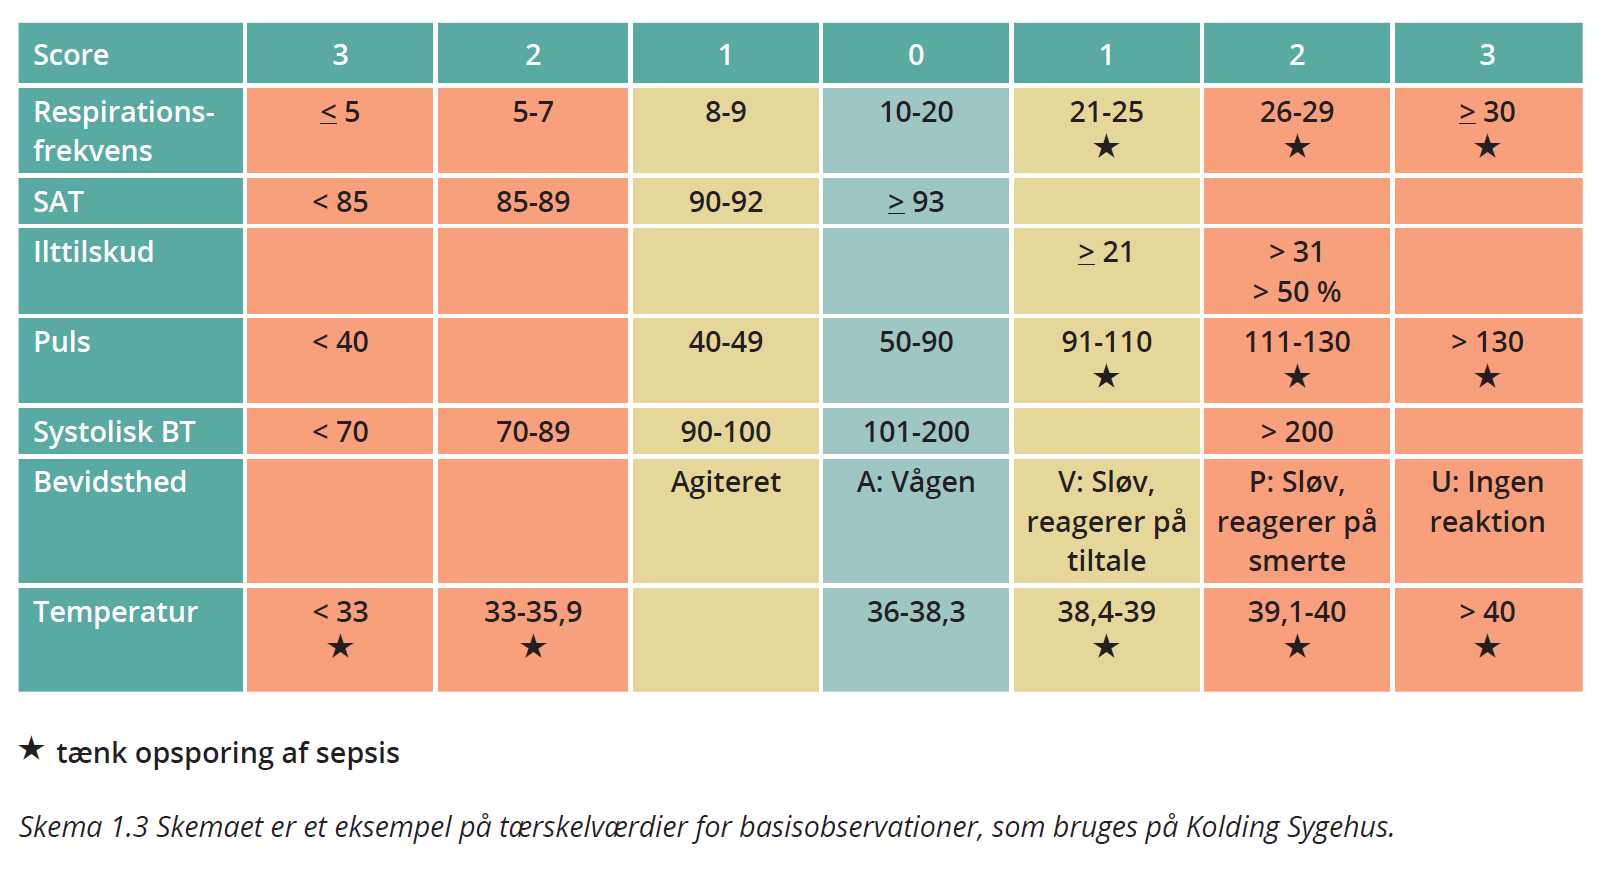 Score 3 2 1 0 1 2 3
Respirations- ≤ 5 5-7 8-9 10-20 21-25 26-29 ≥ 30
frekvens ★ ★ ★
SAT < 85 85-89 90-92 ≥ 93
Ilttilskud ≥ 21 > 31
> 50 %
Puls < 40 40-49 50-90 91-110 111-130 > 130
★ ★ ★
Systolisk BT < 70 70-89 90-100 101-200 > 200
Bevidsthed Agiteret A: Vågen V: Sløv, P: Sløv, U: Ingen
reagerer på reagerer på reaktion
tiltale smerte
Temperatur < 33 33-35,9 36-38,3 38,4-39 39,1-40 > 40
★ ★ ★ ★ ★
★ tænk opsporing af sepsis
Skema 1.3 Skemaet er et eksempel på tærskelværdier for basisobservationer, som bruges på Kolding Sygehus.